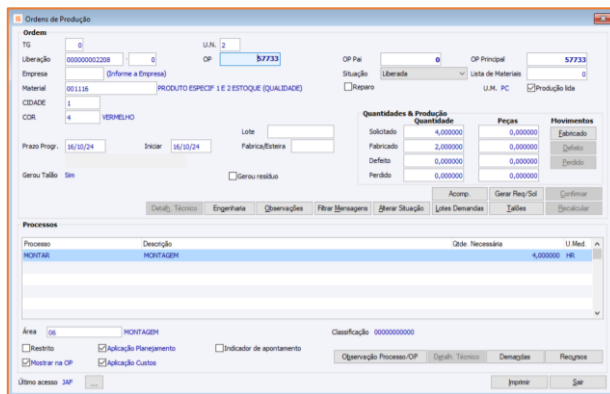 Ordens de Produção
Ordem
TG 0 U.N. 2
Liberação 000000002208 - 0 OP 57733 OP Pai 0 OP Principal 57733
Empresa (Informe a Empresa) Situação Liberada Lista de Materiais 0
Material 001116 PRODUTO ESPECIF 1 E 2 ESTOQUE (QUALIDADE) Reparo U.M. PC Produção lida
CIDADE 1
COR 4 VERMELHO
Quantidades & Produção
Quantidade Peças Movimentos
Lote Solicitado 4,000000 0,000000 Fabricado
Prazo Progr. 16/10/24 Iniciar 16/10/24 Fabrica/Esteira Fabricado 2,000000 0,000000 Defeito
Defeito 0,000000 0,000000 Perdido
Gerou Talão Sim Gerou resíduo Perdido 0,000000 0,000000
Acomp. Gerar Req/Sol Confirmar
Detalh. Técnico Engenharia Observações Filtrar Mensagens Alterar Situação Lotes Demandas Talões Recalcular
Processos
Processo Descrição Qtde. Necessária U.Med.
MONTAR MONTAGEM 4,000000 HR
Área 06 MONTAGEM Classificação 00000000000
Restrito Aplicação Planejamento Indicador de apontamento
Observação Processo/OP Detalh. Técnico Demandas Recursos
Mostrar na OP Aplicação Custos
Último acesso JAF ... Imprimir Sair